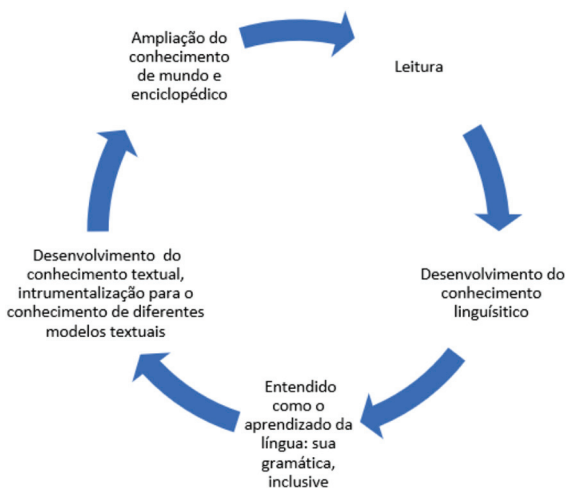 Ampliação do
conhecimento
de mundo e
enciclopédico
Leitura
Desenvolvimento do
conhecimento
linguísitico
Entendido
como o
aprendizado da
língua: sua
gramática,
inclusive
Desenvolvimento do
conhecimento textual,
intrumentalização para o
conhecimento de diferentes
modelos textuais